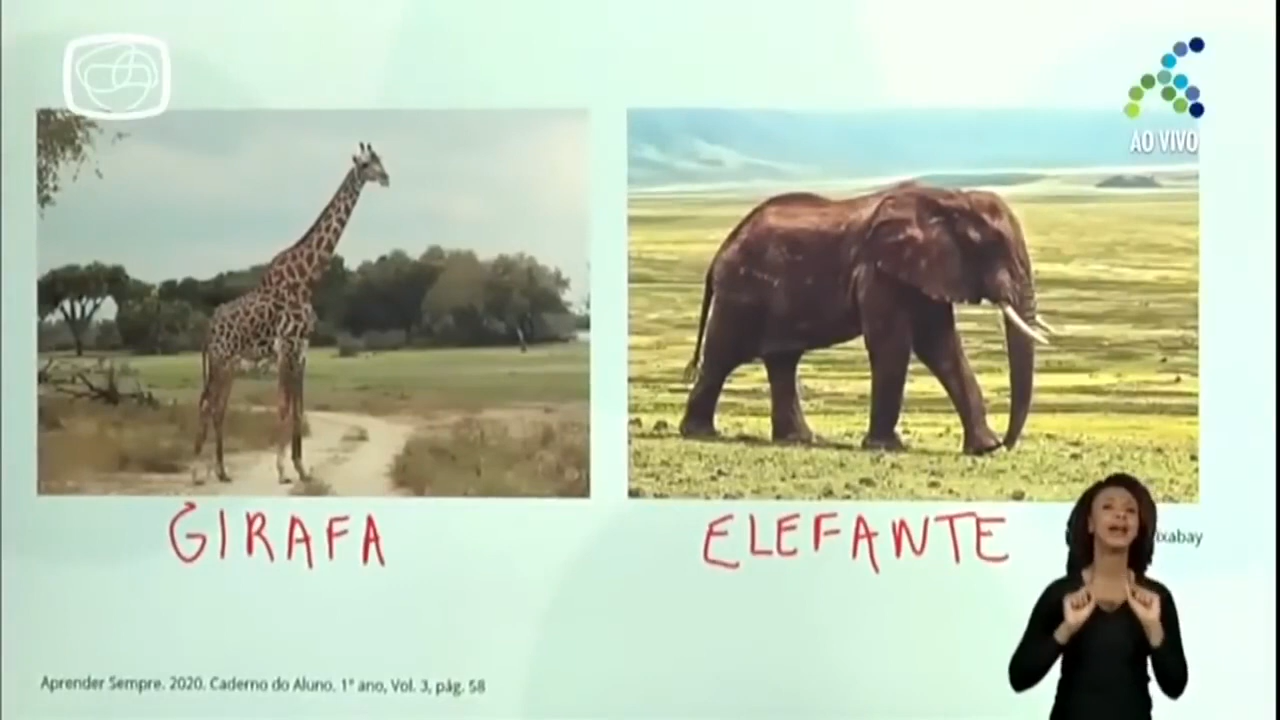 AO VIVO
GIRAFA
ELEFANTE
ixabay
Aprender Sempre. 2020. Caderno do Aluno. 1º ano, Vol. 3, pág. 58